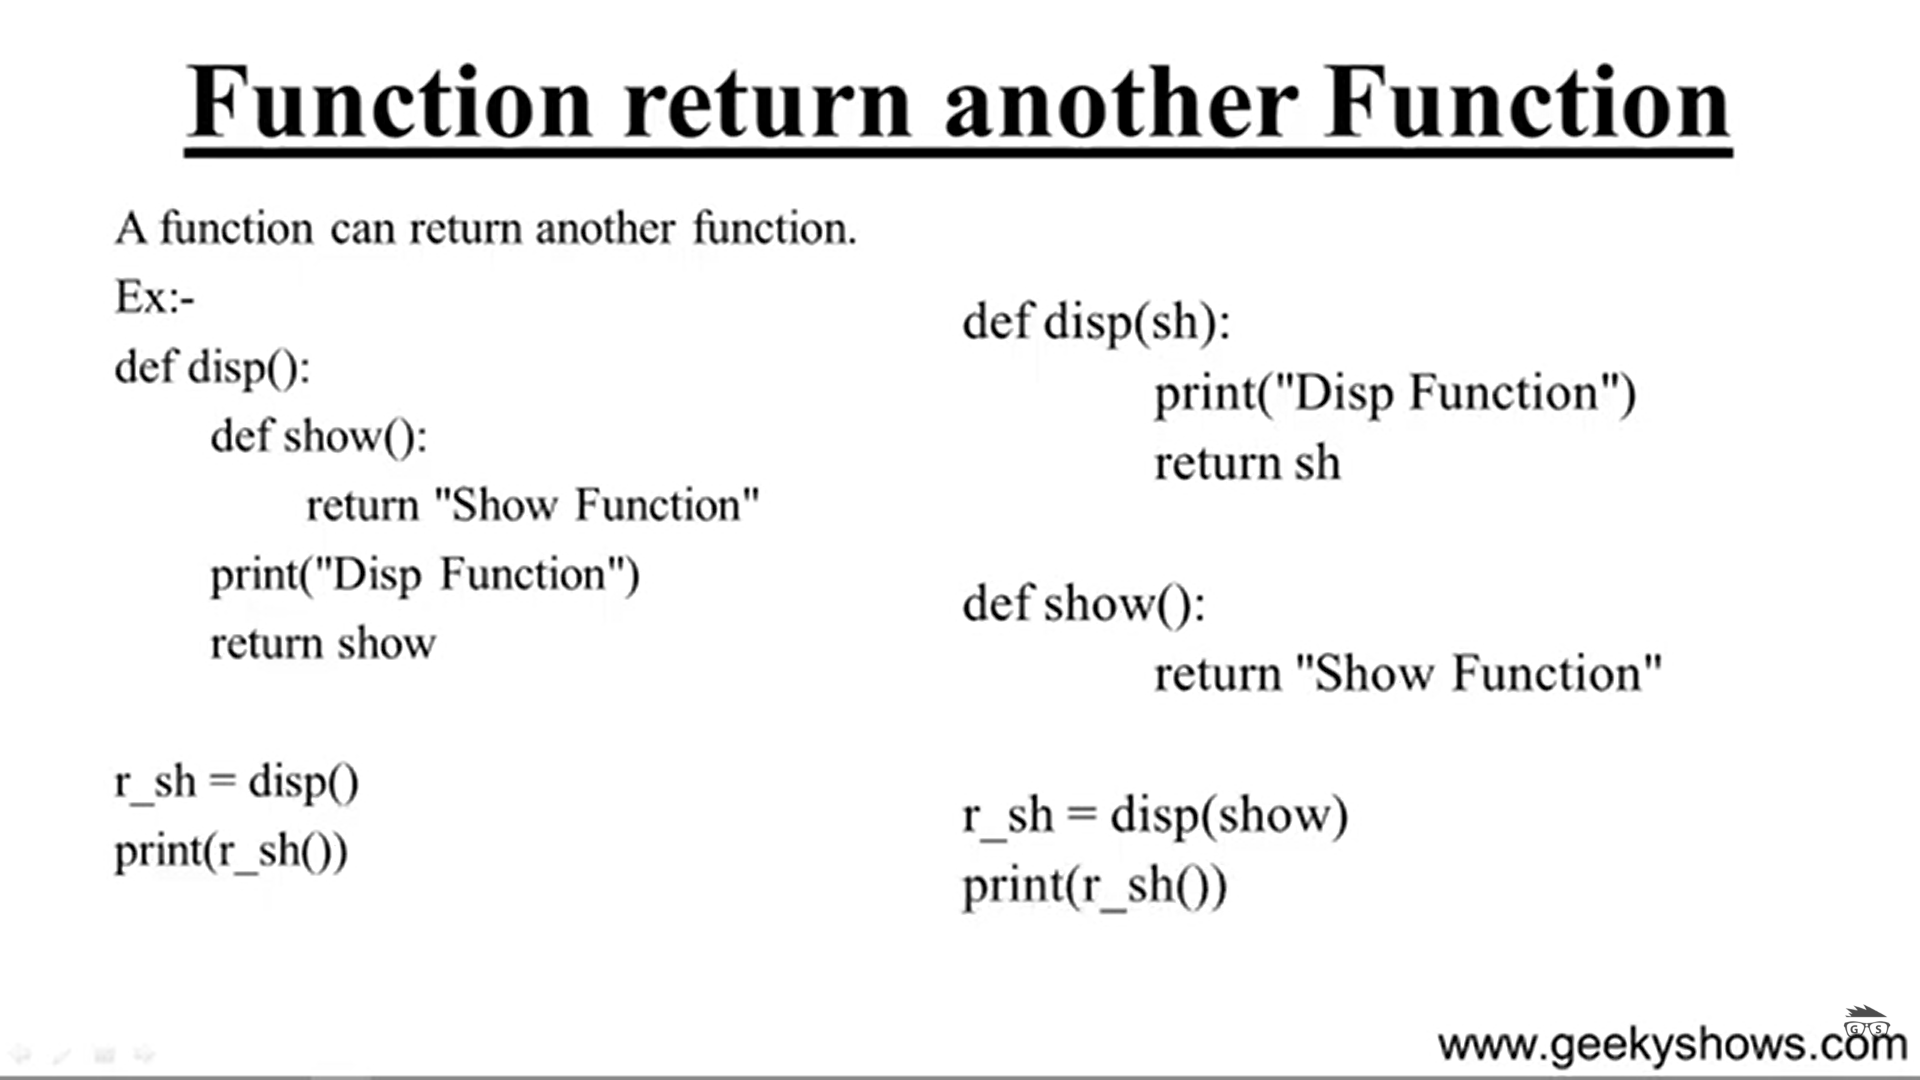 Function return another Function
A function can return another function.
Ex:-
def disp():
def show():
return "Show Function"
print("Disp Function")
return show
r_sh = disp()
print(r_sh())
def disp(sh):
print("Disp Function")
return sh
def show():
return "Show Function"
r_sh = disp(show)
print(r_sh())
G S
www.geekyshows.com